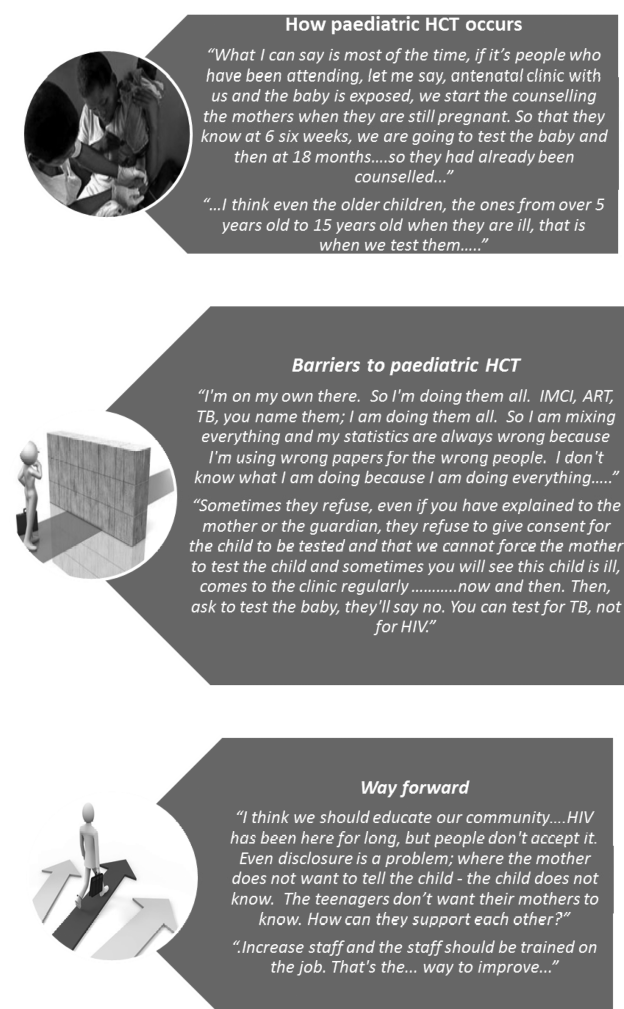 How paediatric HCT occurs
“What I can say is most of the time, if it’s people who
have been attending, let me say, antenatal clinic with
us and the baby is exposed, we start the counselling
the mothers when they are still pregnant. So that they
know at 6 six weeks, we are going to test the baby and
then at 18 months....so they had already been
counselled...”
“...I think even the older children, the ones from over 5
years old to 15 years old when they are ill, that is
when we test them.....”
Barriers to paediatric HCT
“I'm on my own there.  So I'm doing them all.  IMCI, ART,
TB, you name them; I am doing them all.  So I am mixing
everything and my statistics are always wrong because
I'm using wrong papers for the wrong people.  I don't
know what I am doing because I am doing everything.....”
“Sometimes they refuse, even if you have explained to the
mother or the guardian, they refuse to give consent for
the child to be tested and that we cannot force the mother
to test the child and sometimes you will see this child is ill,
comes to the clinic regularly ...........now and then. Then,
ask to test the baby, they'll say no. You can test for TB, not
for HIV.”
Way forward
“I think we should educate our community....HIV
has been here for long, but people don't accept it.
Even disclosure is a problem; where the mother
does not want to tell the child - the child does not
know.  The teenagers don’t want their mothers to
know. How can they support each other?”
“.Increase staff and the staff should be trained on
the job. That's the... way to improve...”